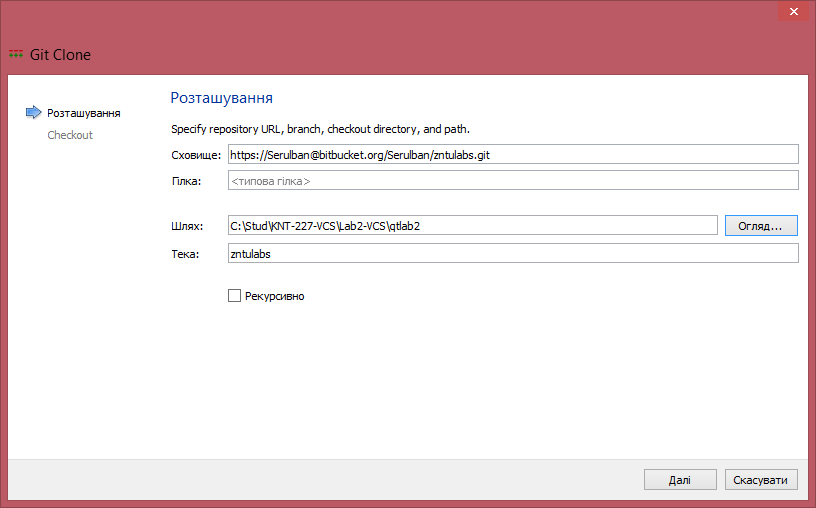 Git Clone
Розташування
Checkout
Розташування
Specify repository URL, branch, checkout directory, and path.
Сховище: https://Serulban@bitbucket.org/Serulban/zntulabs.git
Гілка: <типова гілка>
Шлях: C:\Stud\KNT-227-VCS\Lab2-VCS\qtlab2 Огляд...
Тека: zntulabs
Рекурсивно
Далі Скасувати